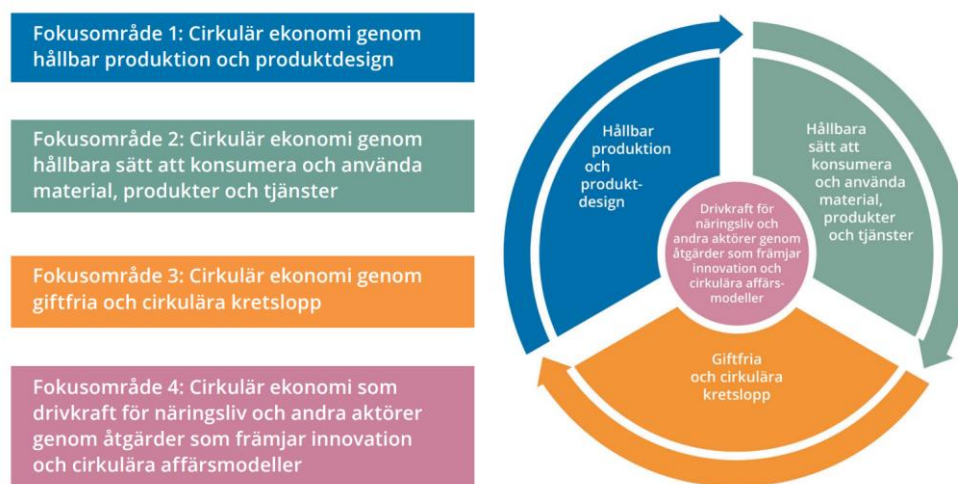 Fokusområde 1: Cirkulär ekonomi genom
hållbar produktion och produktdesign
Fokusområde 2: Cirkulär ekonomi genom
hållbara sätt att konsumera och använda
material, produkter och tjänster
Fokusområde 3: Cirkulär ekonomi genom
giftfria och cirkulära kretslopp
Fokusområde 4: Cirkulär ekonomi som
drivkraft för näringsliv och andra aktörer
genom åtgärder som främjar innovation
och cirkulära affärsmodeller
Hållbar
produktion
och
produkt-
design
Hållbara
sätt att
konsumera
och använda
material,
produkter
och tjänster
Drivkraft för
näringsliv och
andra aktörer genom
åtgärder som främjar
innovation och
cirkulära affärs-
modeller
Giftfria
och cirkulära
kretslopp